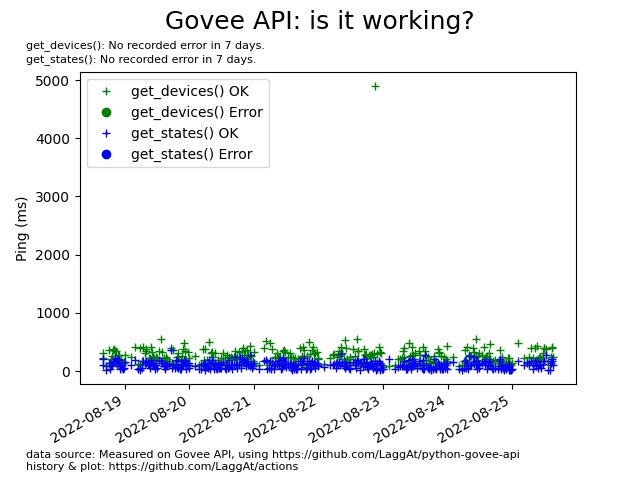 Govee API: is it working?
get_devices(): No recorded error in 7 days.
get_states(): No recorded error in 7 days.
get_devices() OK
get_devices() Error
get_states() OK
get_states() Error
Ping (ms)
5000
4000
3000
2000
1000
0
2022-08-19
2022-08-20
2022-08-21
2022-08-22
2022-08-23
2022-08-24
2022-08-25
data source: Measured on Govee API, using https://github.com/LaggAt/python-govee-api
history & plot: https://github.com/LaggAt/actions